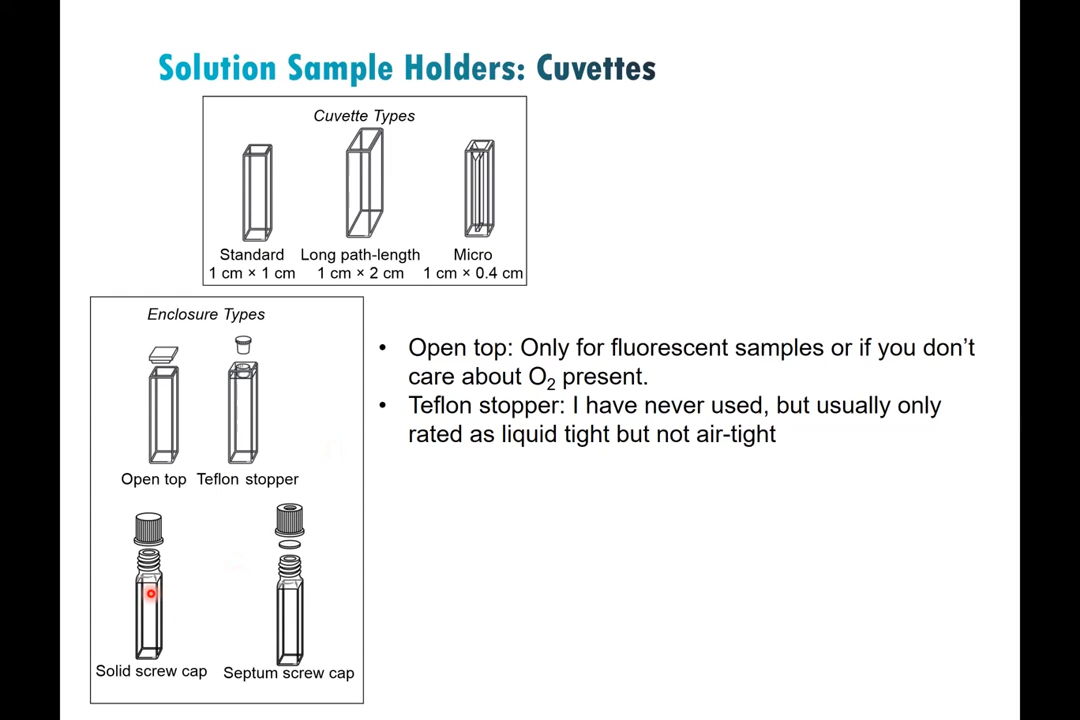 Solution Sample Holders: Cuvettes
Cuvette Types
Standard
1 cm × 1 cm
Long path-length
1 cm × 2 cm
Micro
1 cm × 0.4 cm
Enclosure Types
Open top
Teflon stopper
Solid screw cap
Septum screw cap
• Open top: Only for fluorescent samples or if you don’t
care about O₂ present.
• Teflon stopper: I have never used, but usually only
rated as liquid tight but not air-tight